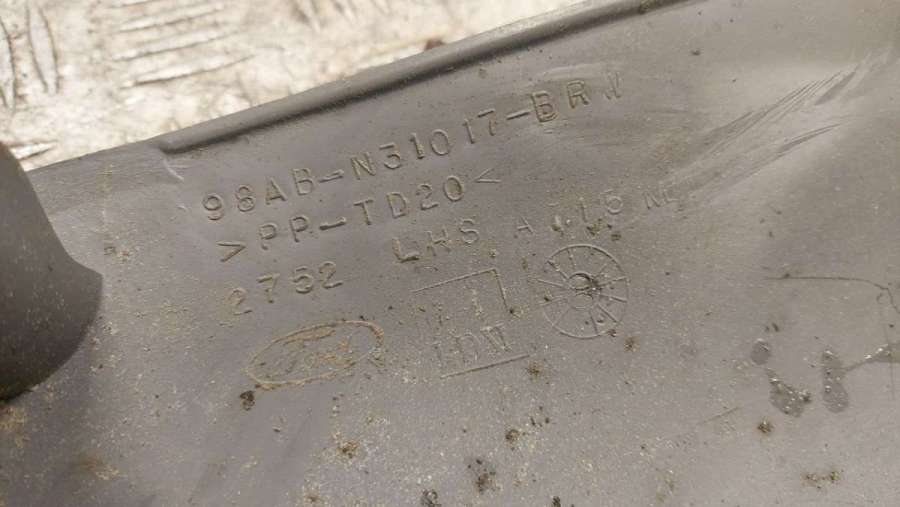 98AB-N31017-BRW
>PP-TD20<
2752 LHS
Ford